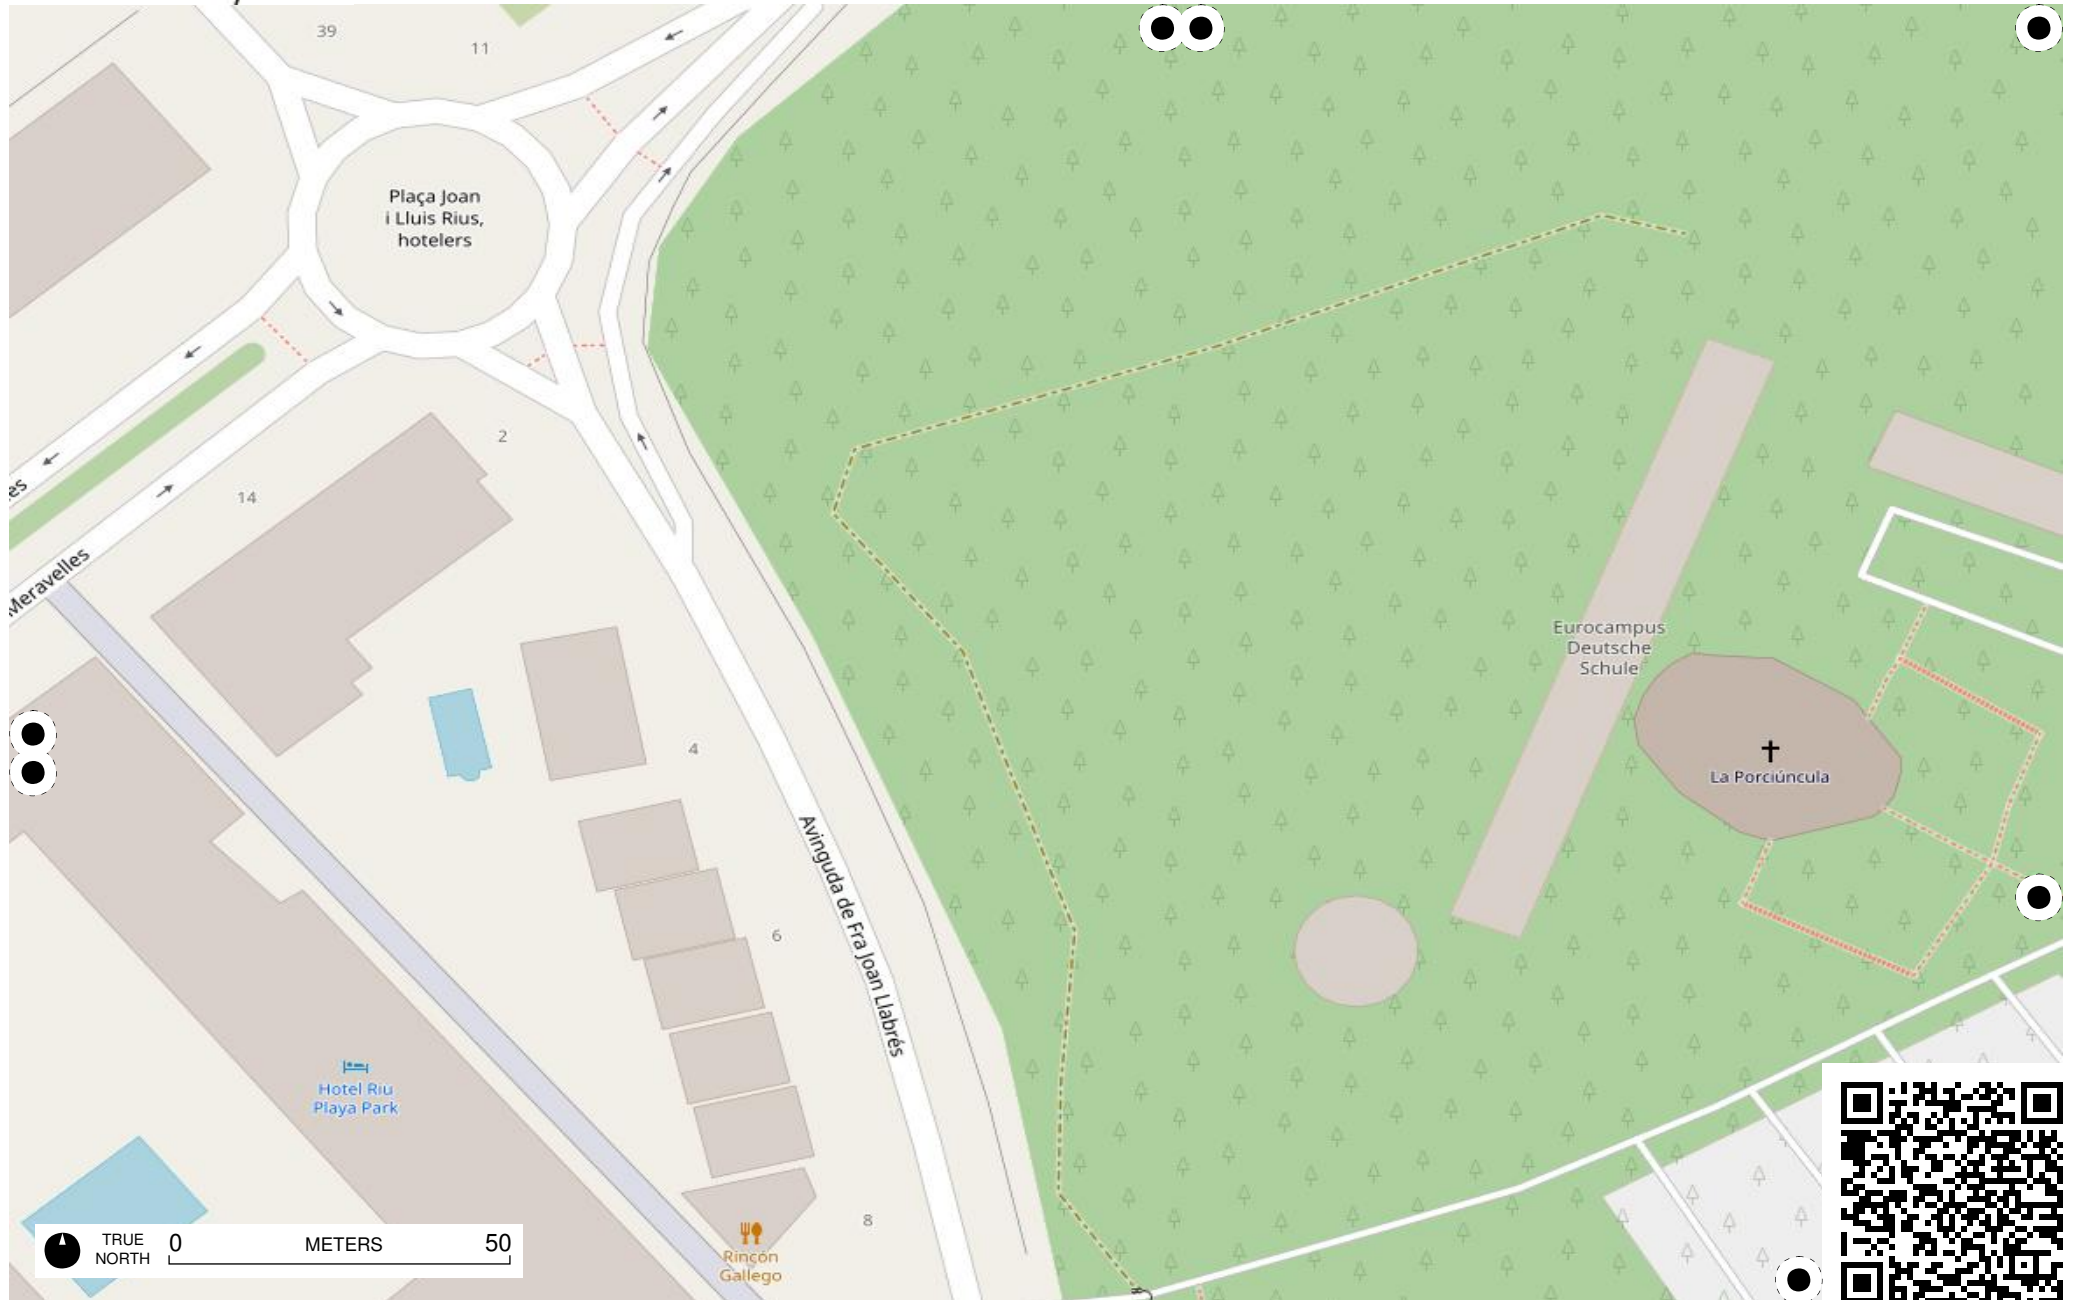 39
11
Plaça Joan
i Lluis Rius,
hotelers
2
14
es
Meravelles
Eurocampus
Deutsche
Schule
4
La Porciúncula
Avinguda de Fra Joan Llabrés
6
Hotel Riu
Playa Park
8
Rincón
Gallego
TRUE
NORTH
0 METERS 50